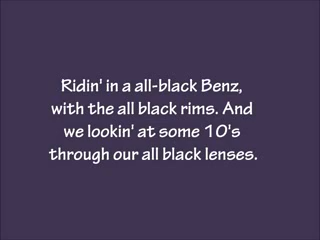 Ridin' in a all-black Benz,
with the all black rims. And
we lookin' at some 10's
through our all black lenses.